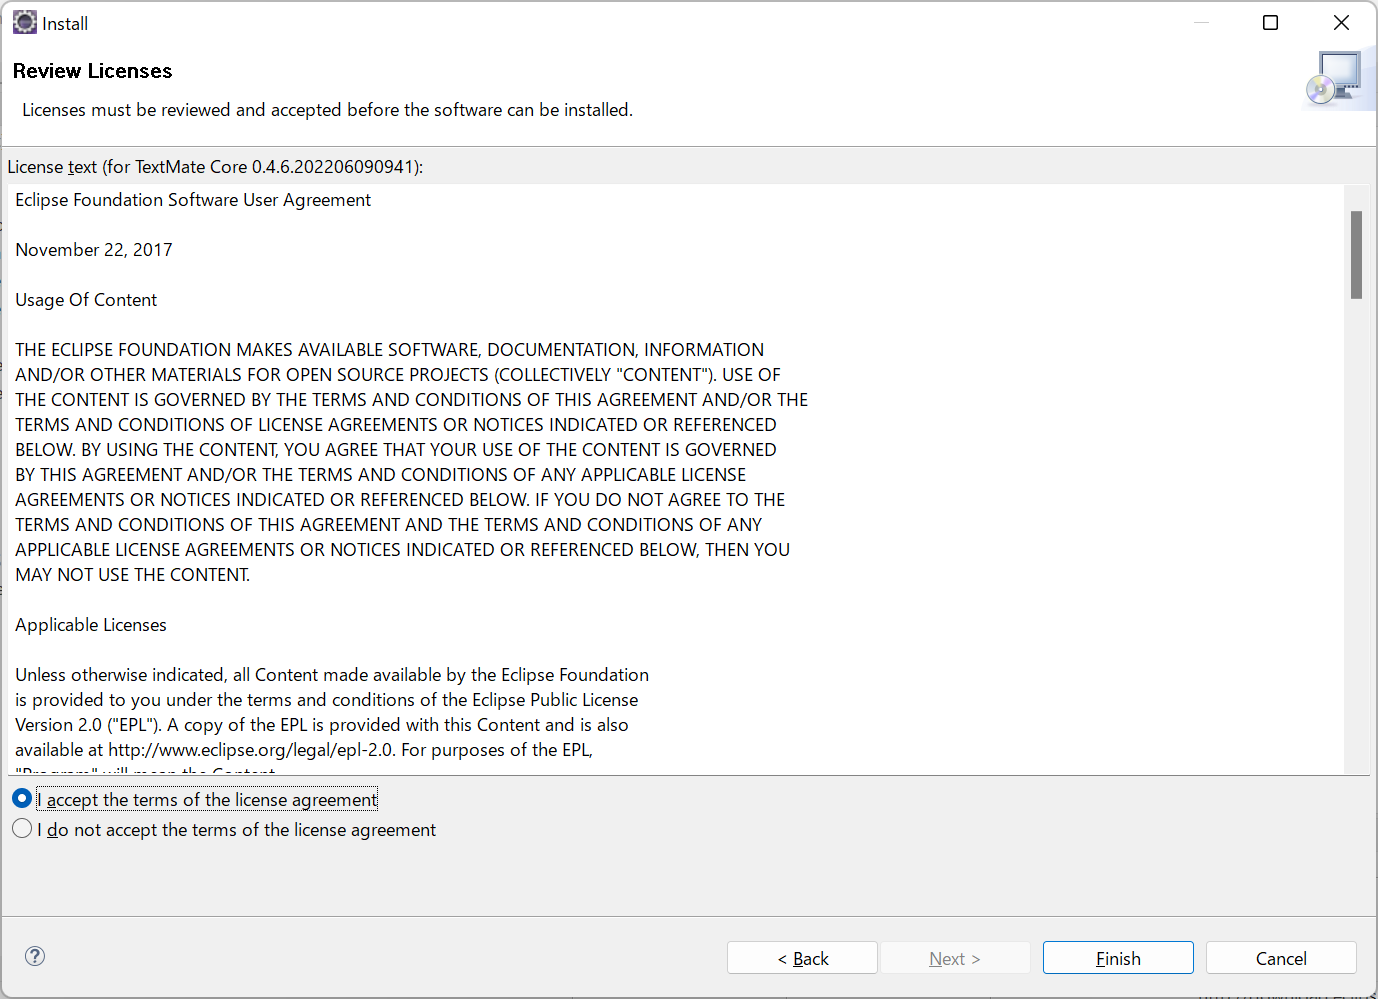 Install
Review Licenses
Licenses must be reviewed and accepted before the software can be installed.
License text (for TextMate Core 0.4.6.202206090941):
Eclipse Foundation Software User Agreement
November 22, 2017
Usage Of Content
THE ECLIPSE FOUNDATION MAKES AVAILABLE SOFTWARE, DOCUMENTATION, INFORMATION
AND/OR OTHER MATERIALS FOR OPEN SOURCE PROJECTS (COLLECTIVELY "CONTENT"). USE OF
THE CONTENT IS GOVERNED BY THE TERMS AND CONDITIONS OF THIS AGREEMENT AND/OR THE
TERMS AND CONDITIONS OF LICENSE AGREEMENTS OR NOTICES INDICATED OR REFERENCED
BELOW. BY USING THE CONTENT, YOU AGREE THAT YOUR USE OF THE CONTENT IS GOVERNED
BY THIS AGREEMENT AND/OR THE TERMS AND CONDITIONS OF ANY APPLICABLE LICENSE
AGREEMENTS OR NOTICES INDICATED OR REFERENCED BELOW. IF YOU DO NOT AGREE TO THE
TERMS AND CONDITIONS OF THIS AGREEMENT AND THE TERMS AND CONDITIONS OF ANY
APPLICABLE LICENSE AGREEMENTS OR NOTICES INDICATED OR REFERENCED BELOW, THEN YOU
MAY NOT USE THE CONTENT.
Applicable Licenses
Unless otherwise indicated, all Content made available by the Eclipse Foundation
is provided to you under the terms and conditions of the Eclipse Public License
Version 2.0 ("EPL"). A copy of the EPL is provided with this Content and is also
available at http://www.eclipse.org/legal/epl-2.0. For purposes of the EPL,
"Program" will mean the Content.
I accept the terms of the license agreement
I do not accept the terms of the license agreement
?
< Back
Next >
Finish
Cancel